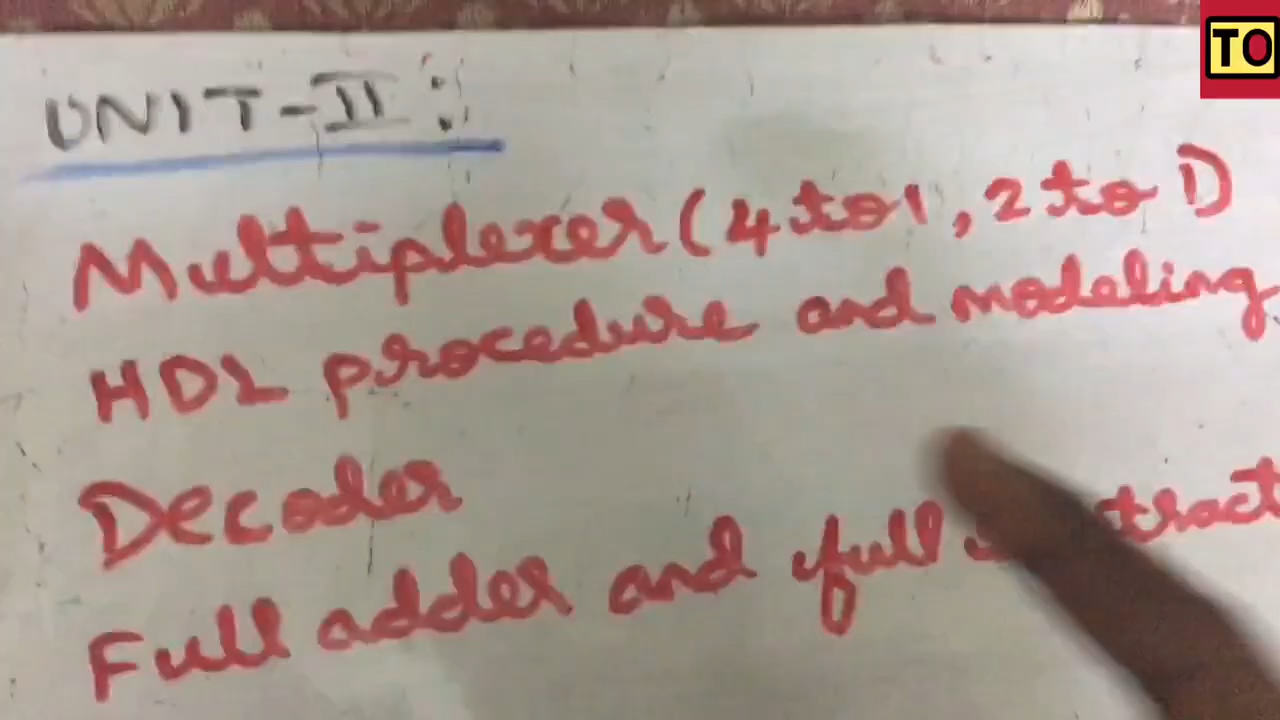 TO
UNIT-II:
Multiplexer (4 to 1, 2 to 1)
HDL procedure and modeling
Decoder
Full adder and full